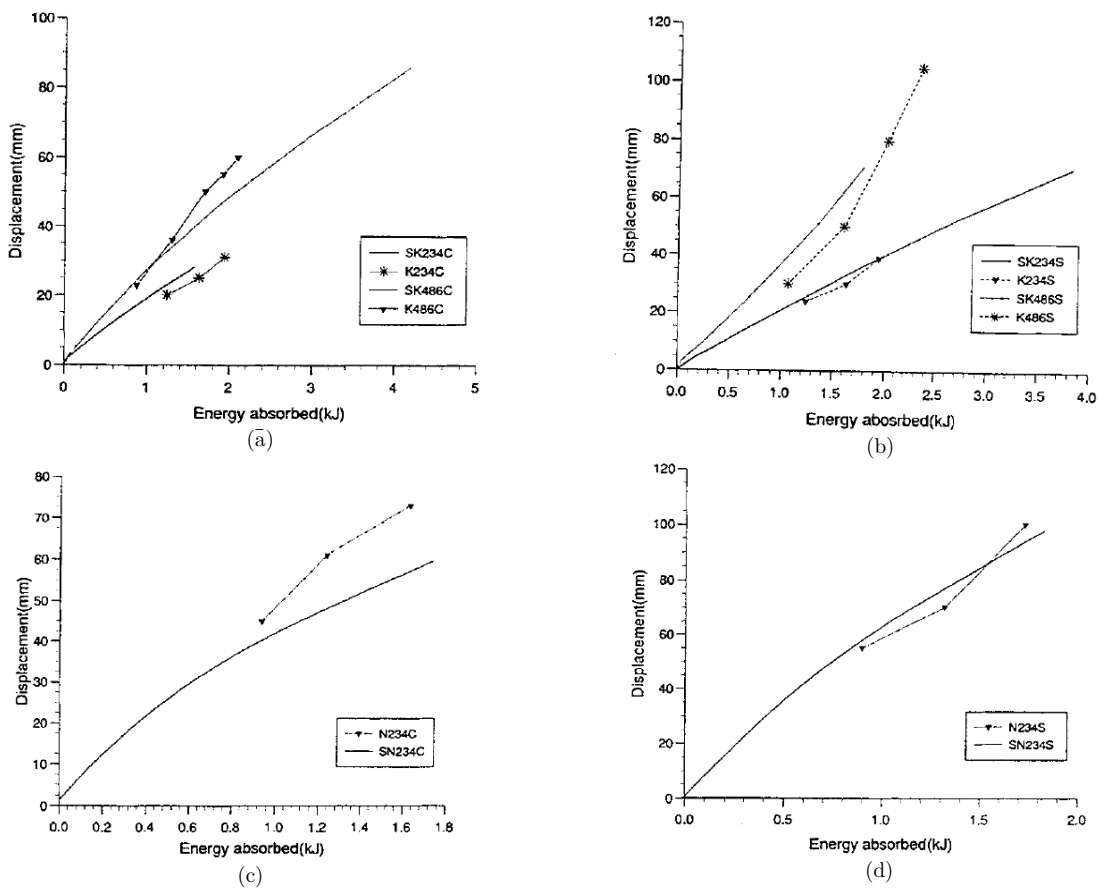 100
80
60
40
20
0
Displacement(mm)
SK234C
K234C
SK486C
K486C
0
1
2
3
4
5
Energy absorbed(kJ)
(a)
120
100
80
60
40
20
0
Displacement(mm)
SK234S
K234S
SK486S
K486S
0.0
0.5
1.0
1.5
2.0
2.5
3.0
3.5
4.0
Energy abosrbed(kJ)
(b)
80
70
60
50
40
30
20
10
0
Displacement(mm)
N234C
SN234C
0.0
0.2
0.4
0.6
0.8
1.0
1.2
1.4
1.6
1.8
Energy absorbed(kJ)
(c)
120
100
80
60
40
20
0
Displacement(mm)
N234S
SN234S
0.0
0.5
1.0
1.5
2.0
Energy absorbed(kJ)
(d)